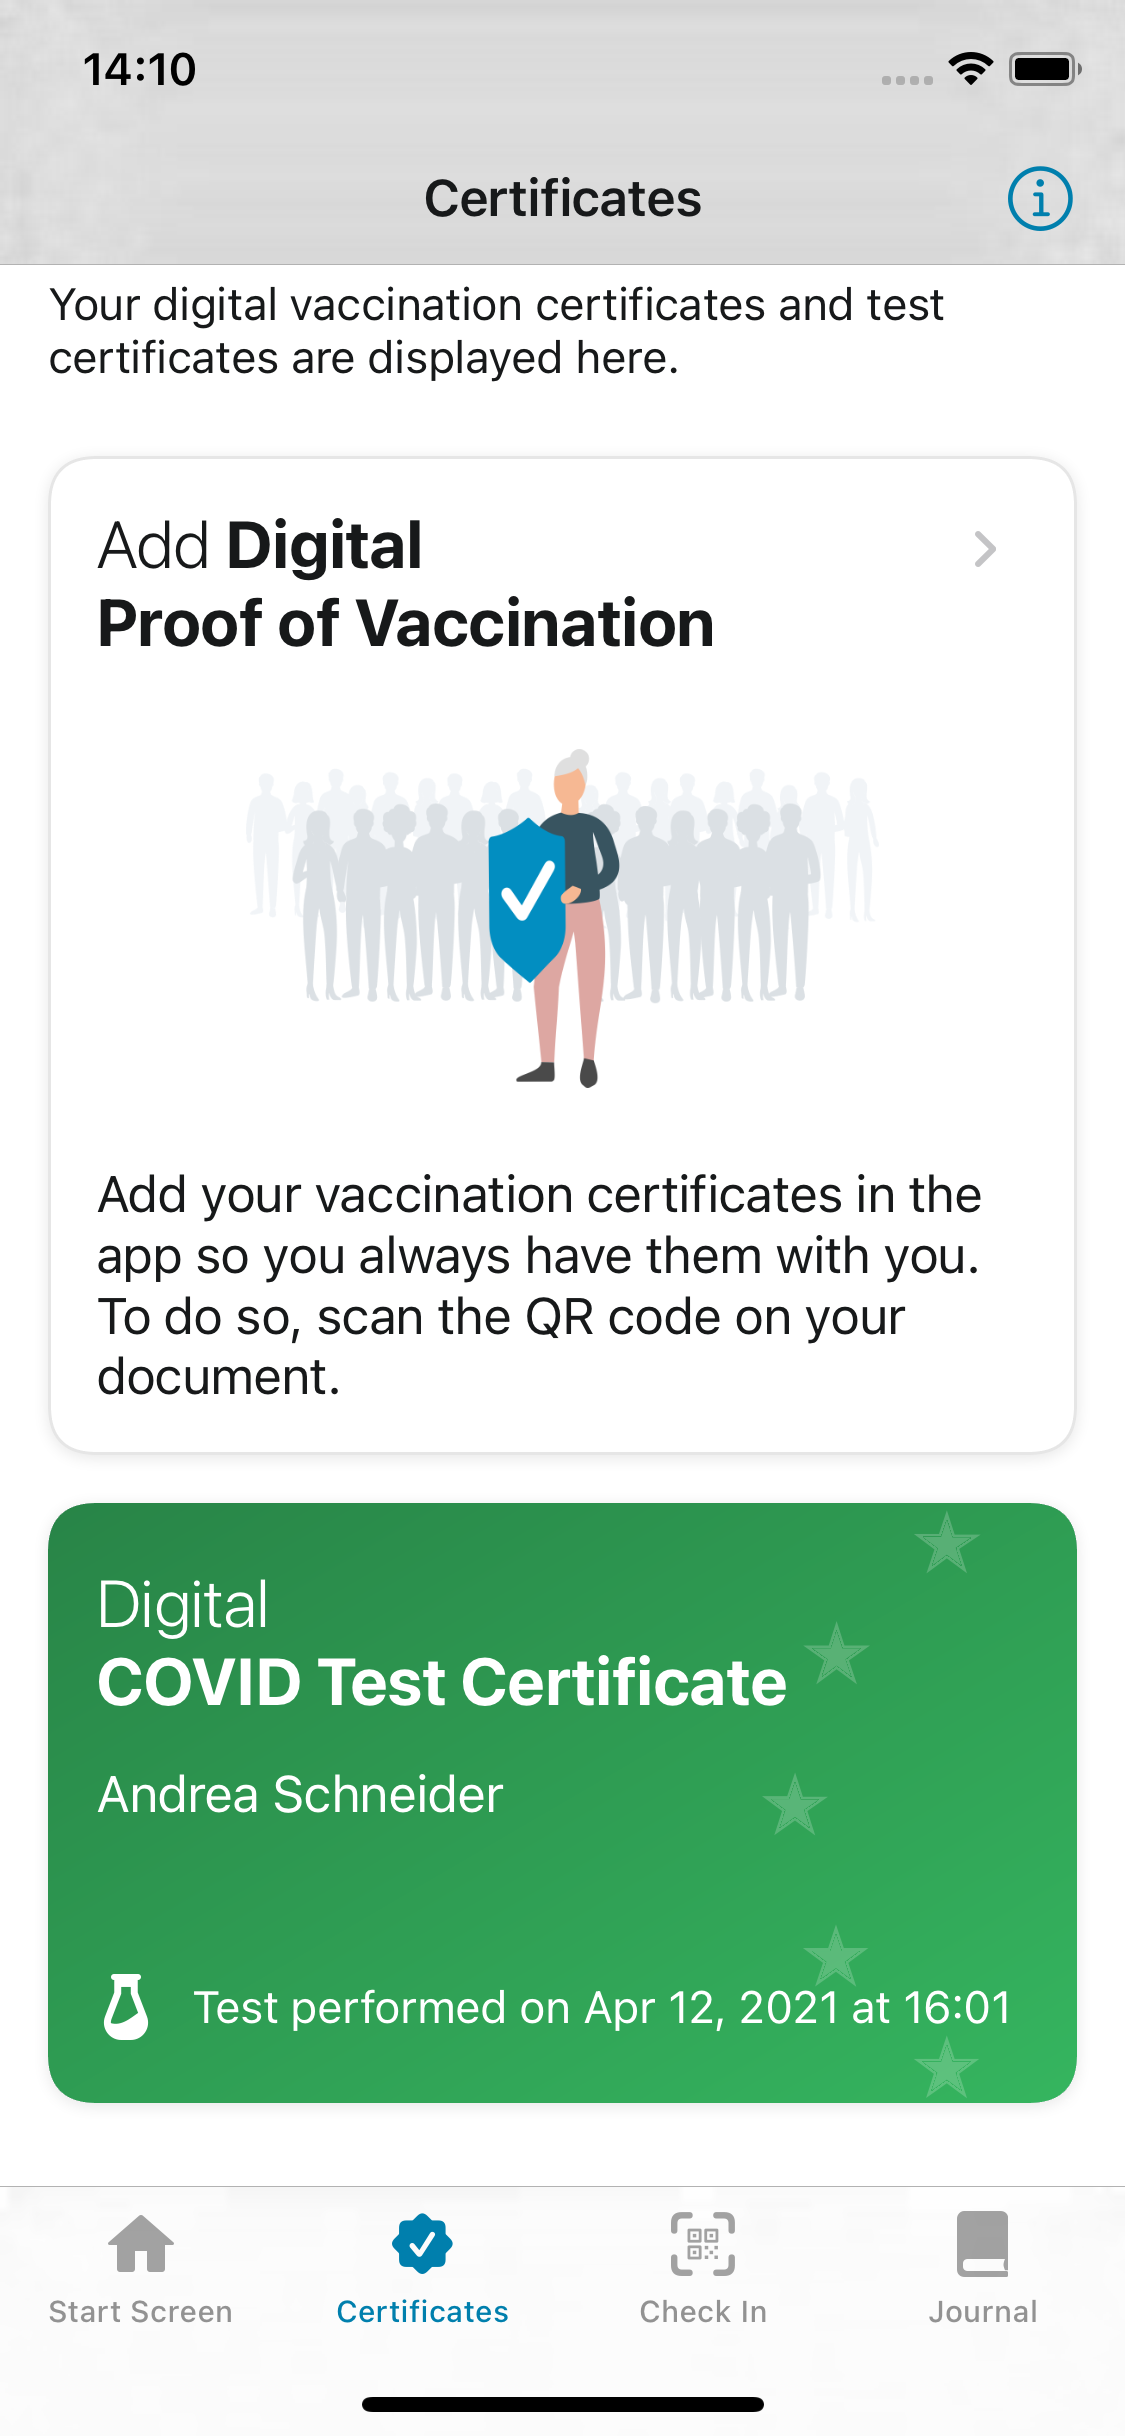 14:10
Certificates
Your digital vaccination certificates and test
certificates are displayed here.
Add Digital
Proof of Vaccination
Add your vaccination certificates in the
app so you always have them with you.
To do so, scan the QR code on your
document.
Digital
COVID Test Certificate
Andrea Schneider
Test performed on Apr 12, 2021 at 16:01
Start Screen
Certificates
Check In
Journal